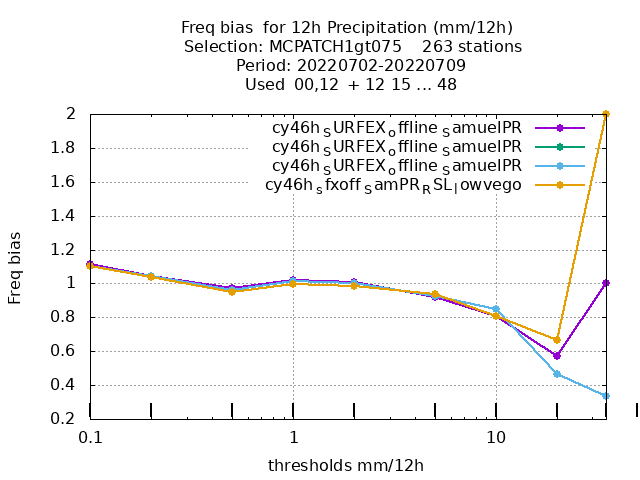 Freq bias  for 12h Precipitation (mm/12h)
Selection: MCPATCH1gt075    263 stations
Period: 20220702-20220709
Used  00,12  + 12 15 ... 48
2
1.8
1.6
1.4
1.2
1
0.8
0.6
0.4
0.2
Freq bias
cy46h_SURFEX_offline_SamuelPR
cy46h_SURFEX_offline_SamuelPR
cy46h_SURFEX_offline_SamuelPR
cy46h_sfxoff_SamPR_RSL_lowvego
0.1 1 10
thresholds mm/12h